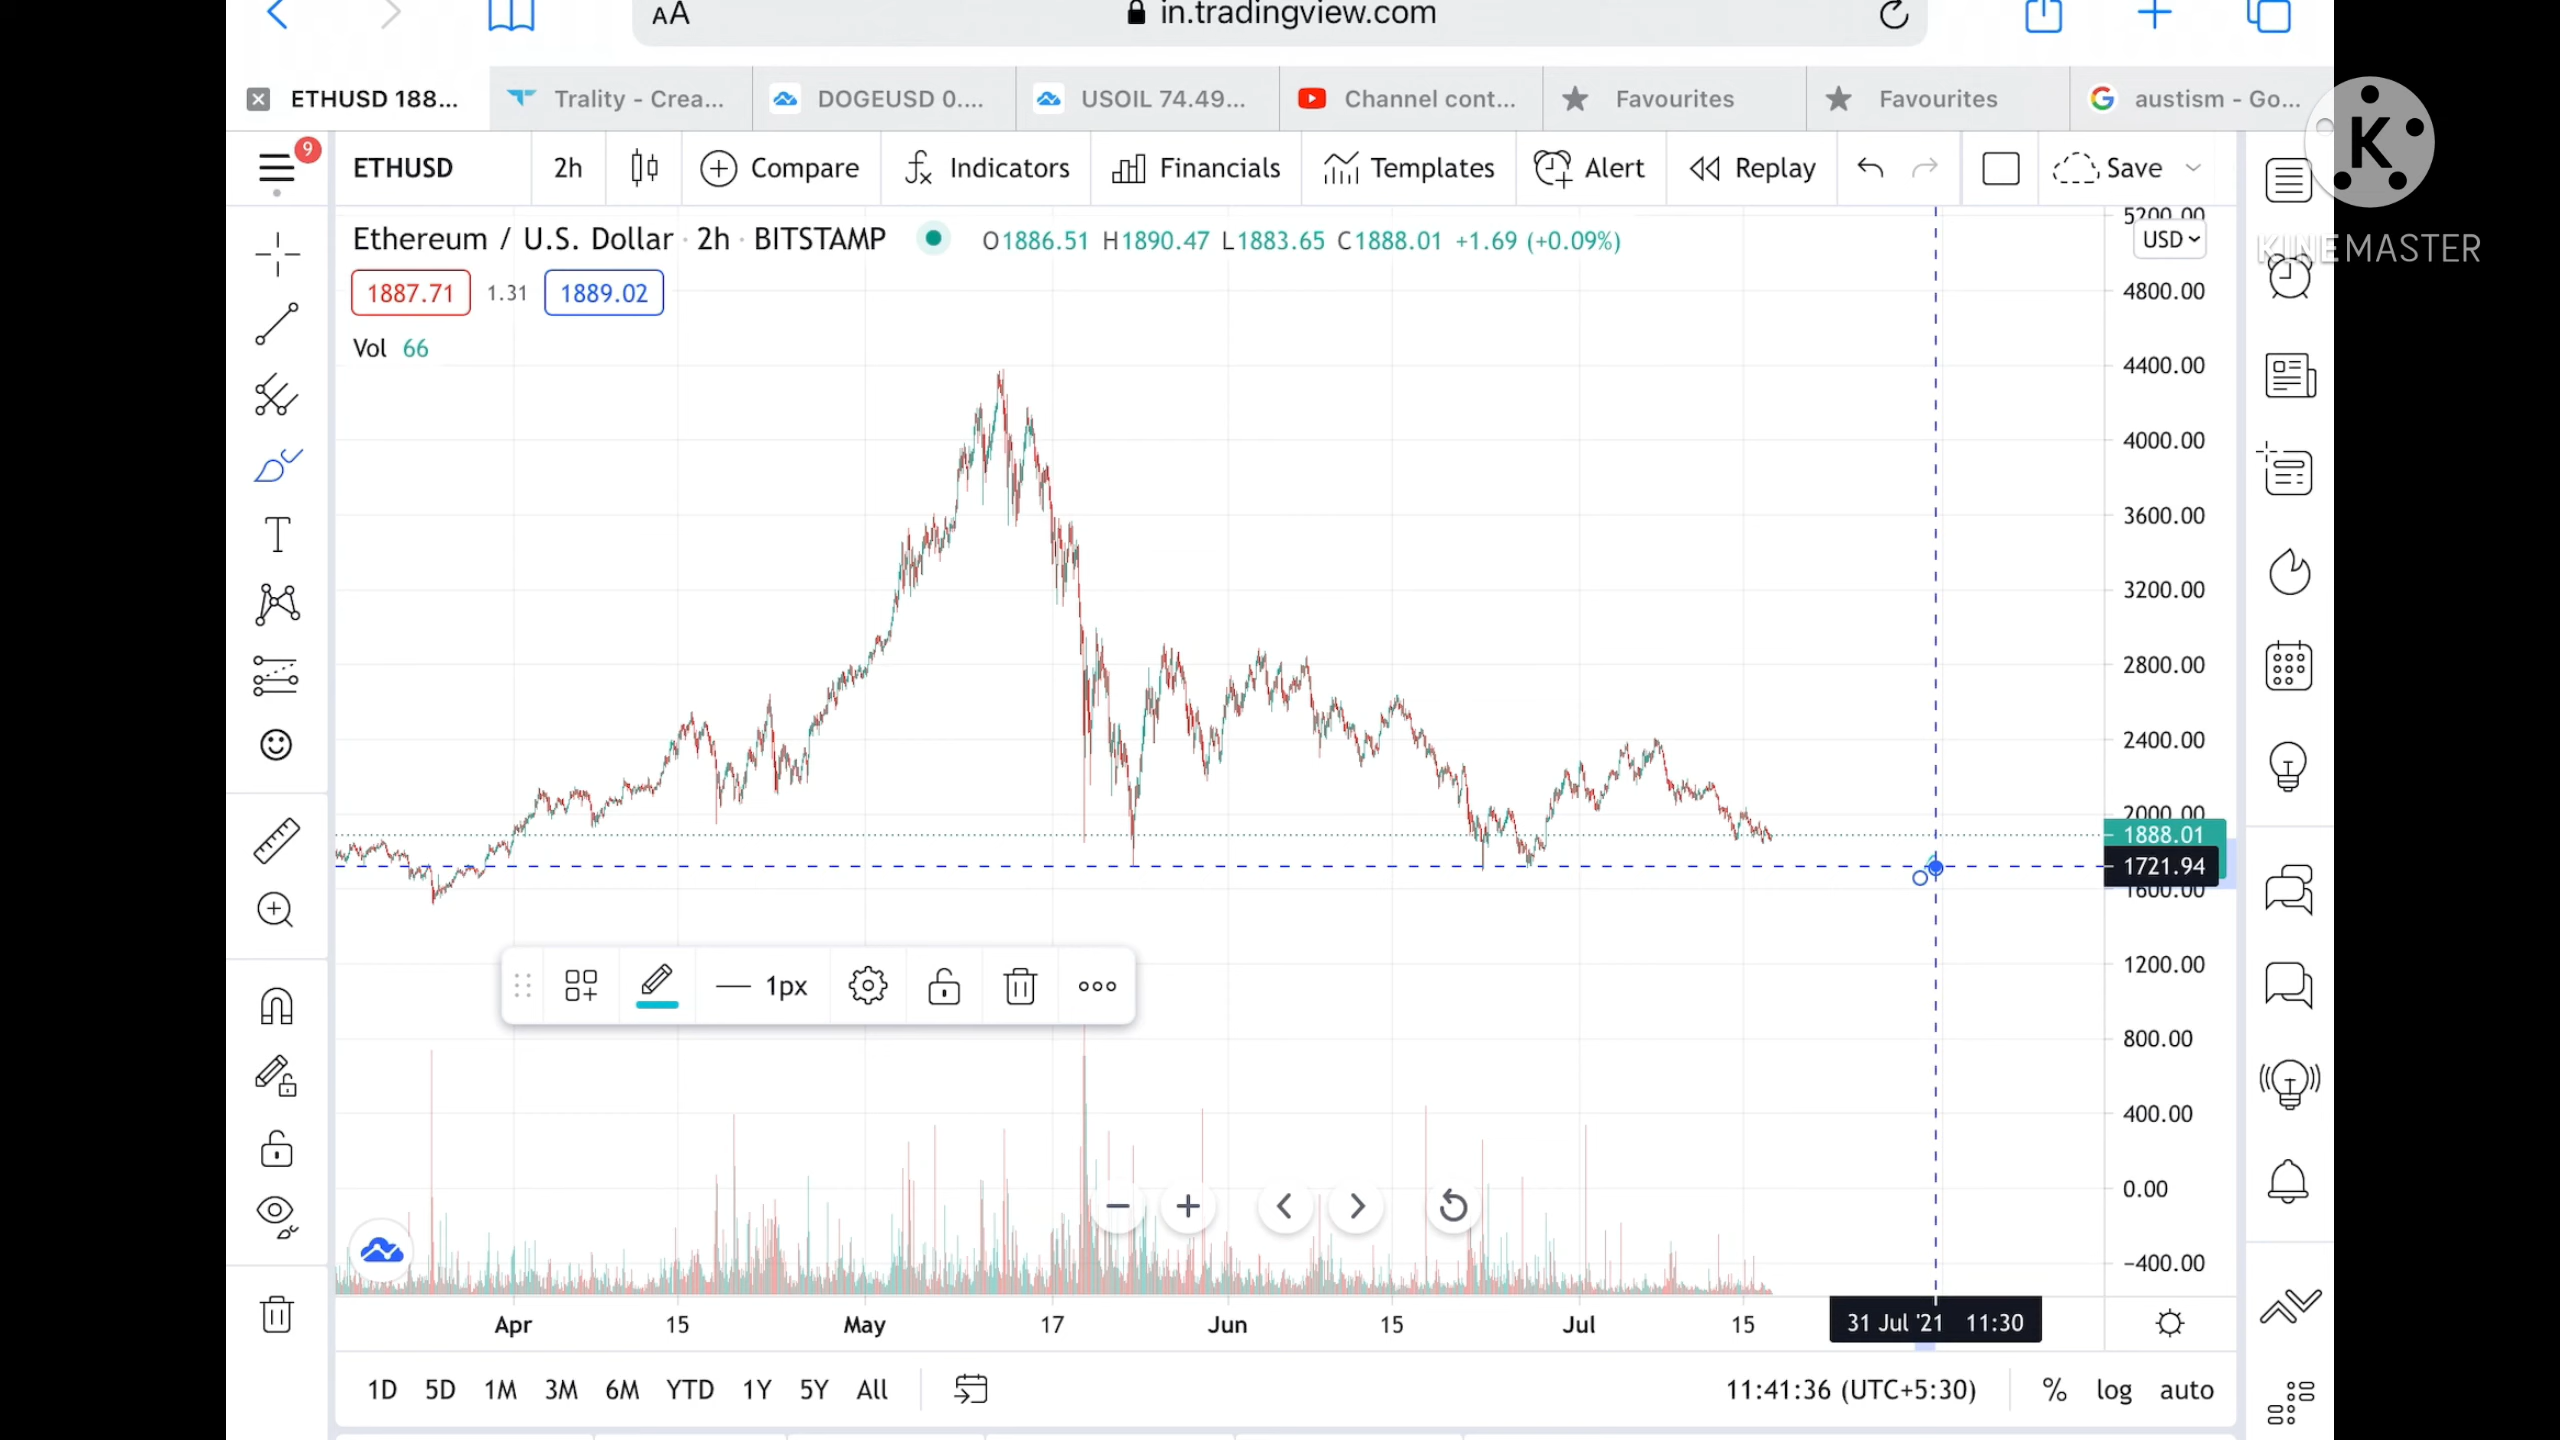 AA in.tradingview.com
ETHUSD 188... Trality - Crea... DOGEUSD 0.... USOIL 74.49... Channel cont... Favourites Favourites austism - Go...
K
KINEMASTER
9 ETHUSD 2h Compare Indicators Financials Templates Alert Replay Save
Ethereum / U.S. Dollar · 2h · BITSTAMP O1886.51 H1890.47 L1883.65 C1888.01 +1.69 (+0.09%)
1887.71 1.31 1889.02
Vol 66
5200.00
USD
4800.00
4400.00
4000.00
3600.00
3200.00
2800.00
2400.00
2000.00
1888.01
1721.94
1600.00
1200.00
800.00
400.00
0.00
−400.00
1px
Apr 15 May 17 Jun 15 Jul 15 31 Jul '21 11:30
1D 5D 1M 3M 6M YTD 1Y 5Y All 11:41:36 (UTC+5:30) % log auto